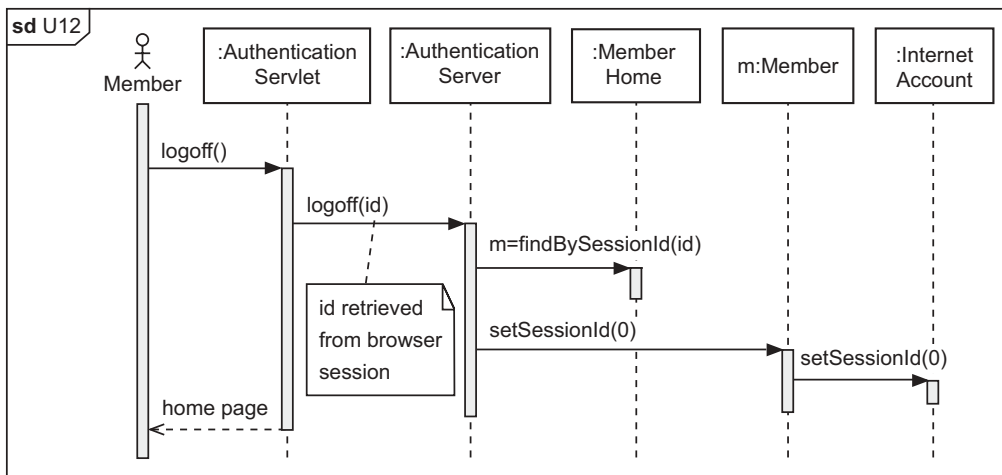 sd U12
Member
:Authentication
Servlet
:Authentication
Server
:Member
Home
m:Member
:Internet
Account
logoff()
logoff(id)
m=findBySessionId(id)
id retrieved
from browser
session
setSessionId(0)
setSessionId(0)
home page